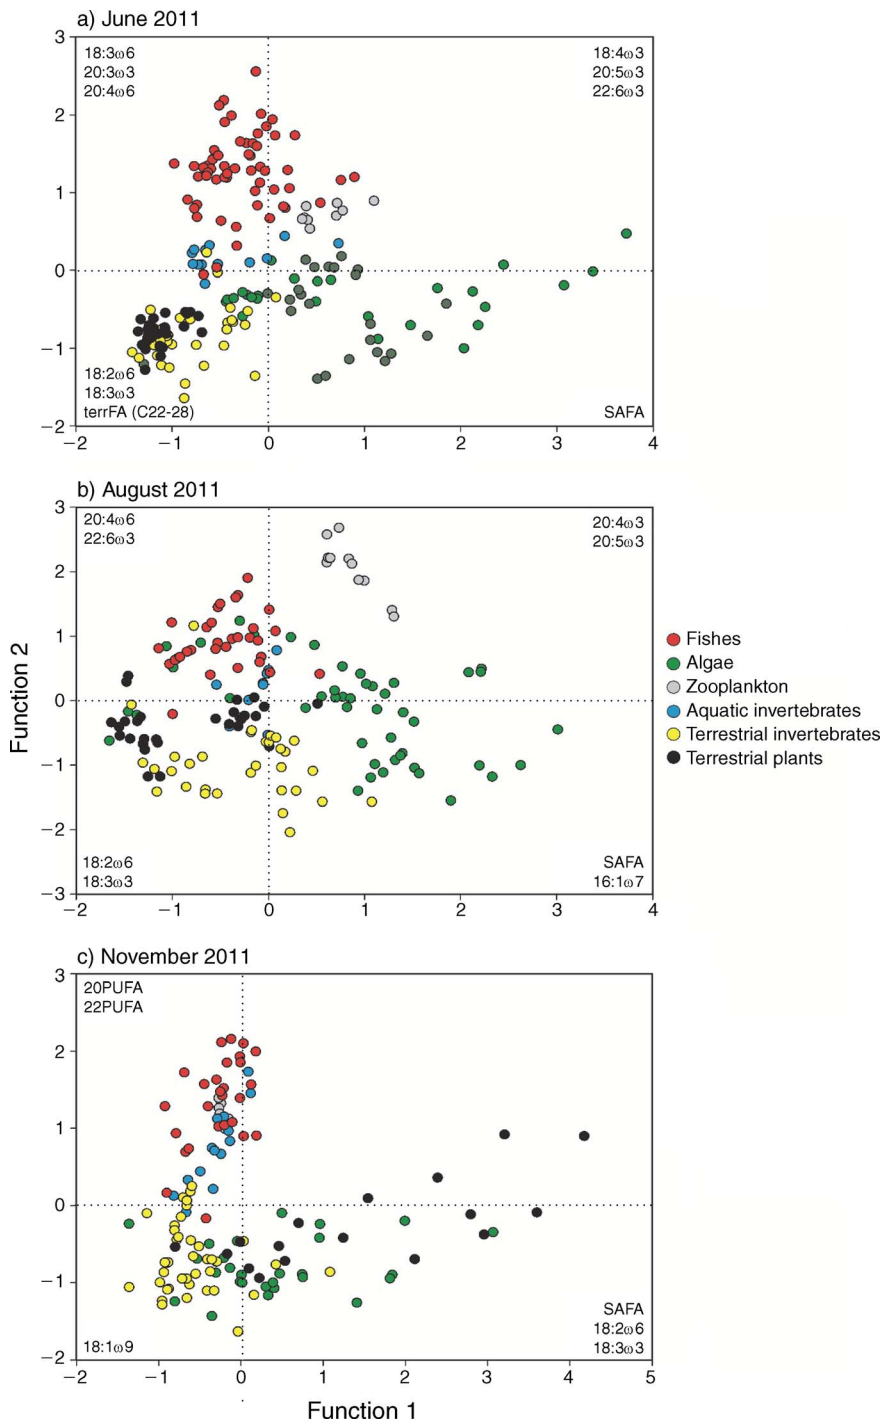 a) June 2011
3
18:3ω6
18:4ω3
20:3ω3
20:5ω3
20:4ω6
22:6ω3
2
1
0
−1
18:2ω6
18:3ω3
terrFA (C22-28)
SAFA
−2
−2 −1 0 1 2 3 4
b) August 2011
3
20:4ω6
20:4ω3
22:6ω3
20:5ω3
2
1
0
−1
−2
18:2ω6
SAFA
18:3ω3
16:1ω7
−3
−2 −1 0 1 2 3 4
Function 2
Fishes
Algae
Zooplankton
Aquatic invertebrates
Terrestrial invertebrates
Terrestrial plants
c) November 2011
3
20PUFA
22PUFA
2
1
0
−1
SAFA
18:2ω6
18:1ω9
18:3ω3
−2
−2 −1 0 1 2 3 4 5
Function 1